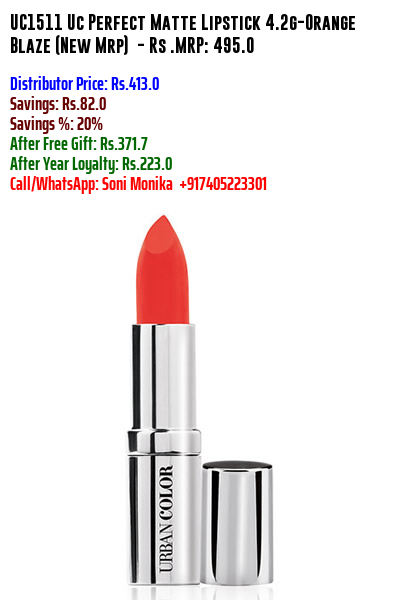 UC1511 Uc Perfect Matte Lipstick 4.2g-Orange
Blaze (New Mrp)  - Rs .MRP: 495.0
Distributor Price: Rs.413.0
Savings: Rs.82.0
Savings %: 20%
After Free Gift: Rs.371.7
After Year Loyalty: Rs.223.0
Call/WhatsApp: Soni Monika  +917405223301
URBAN COLOR